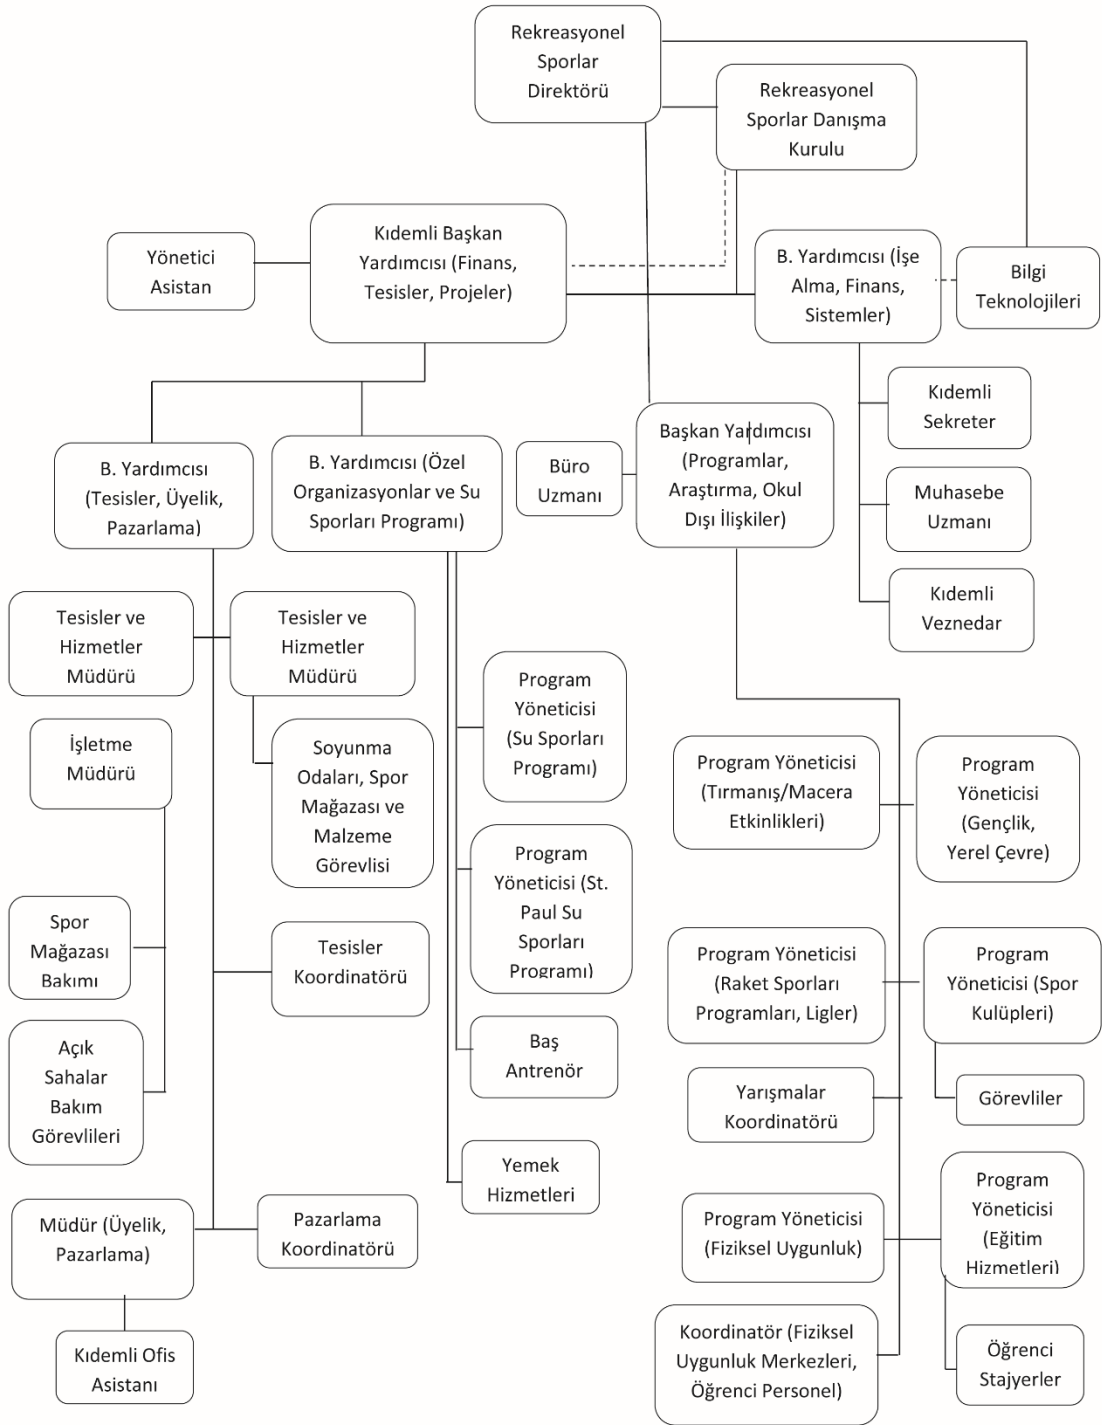 Rekreasyonel
Sporlar
Direktörü
Rekreasyonel
Sporlar Danışma
Kurulu
Yönetici
Asistan
Kıdemli Başkan
Yardımcısı (Finans,
Tesisler, Projeler)
B. Yardımcısı (İşe
Alma, Finans,
Sistemler)
Bilgi
Teknolojileri
Kıdemli
Sekreter
Muhasebe
Uzmanı
Kıdemli
Veznedar
B. Yardımcısı
(Tesisler, Üyelik,
Pazarlama)
B. Yardımcısı (Özel
Organizasyonlar ve Su
Sporları Programı)
Büro
Uzmanı
Başkan Yardımcısı
(Programlar,
Araştırma, Okul
Dışı İlişkiler)
Tesisler ve
Hizmetler
Müdürü
Tesisler ve
Hizmetler
Müdürü
İşletme
Müdürü
Soyunma
Odaları, Spor
Mağazası ve
Malzeme
Görevlisi
Program
Yöneticisi
(Su Sporları
Programı)
Program Yöneticisi
(Tırmanış/Macera
Etkinlikleri)
Program
Yöneticisi
(Gençlik,
Yerel Çevre)
Program
Yöneticisi (St.
Paul Su
Sporları
Programı)
Spor
Mağazası
Bakımı
Tesisler
Koordinatörü
Program Yöneticisi
(Raket Sporları
Programları, Ligler)
Program
Yöneticisi (Spor
Kulüpleri)
Açık
Sahalar
Bakım
Görevlileri
Baş
Antrenör
Yarışmalar
Koordinatörü
Görevliler
Yemek
Hizmetleri
Müdür (Üyelik,
Pazarlama)
Pazarlama
Koordinatörü
Program Yöneticisi
(Fiziksel Uygunluk)
Program
Yöneticisi
(Eğitim
Hizmetleri)
Kıdemli Ofis
Asistanı
Koordinatör (Fiziksel
Uygunluk Merkezleri,
Öğrenci Personel)
Öğrenci
Stajyerler